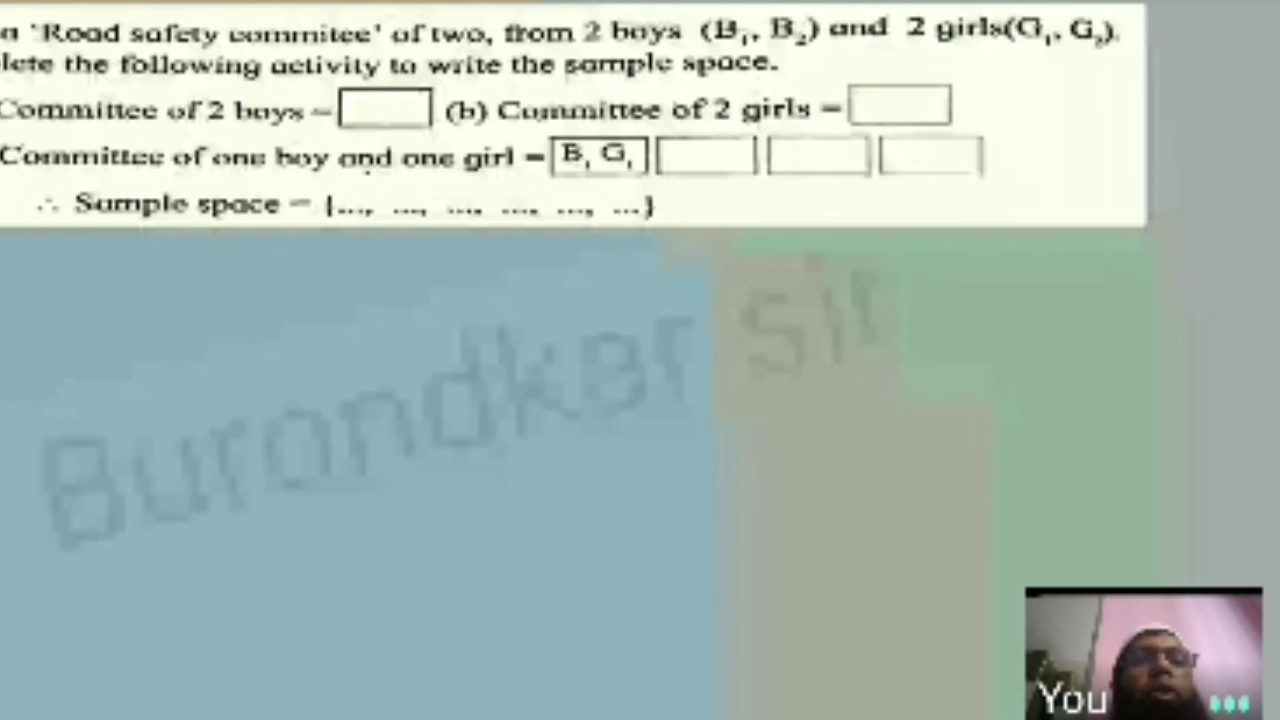 n 'Road safety commitee' of two, from 2 boys (B₁, B₂) and 2 girls(G₁, G₂).
lete the following activity to write the sample space.
Committee of 2 boys = (b) Committee of 2 girls =
Committee of one boy and one girl = B₁ G₁
∴ Sample space = {..., ..., ..., ..., ..., ...}
Burondkar sir
You